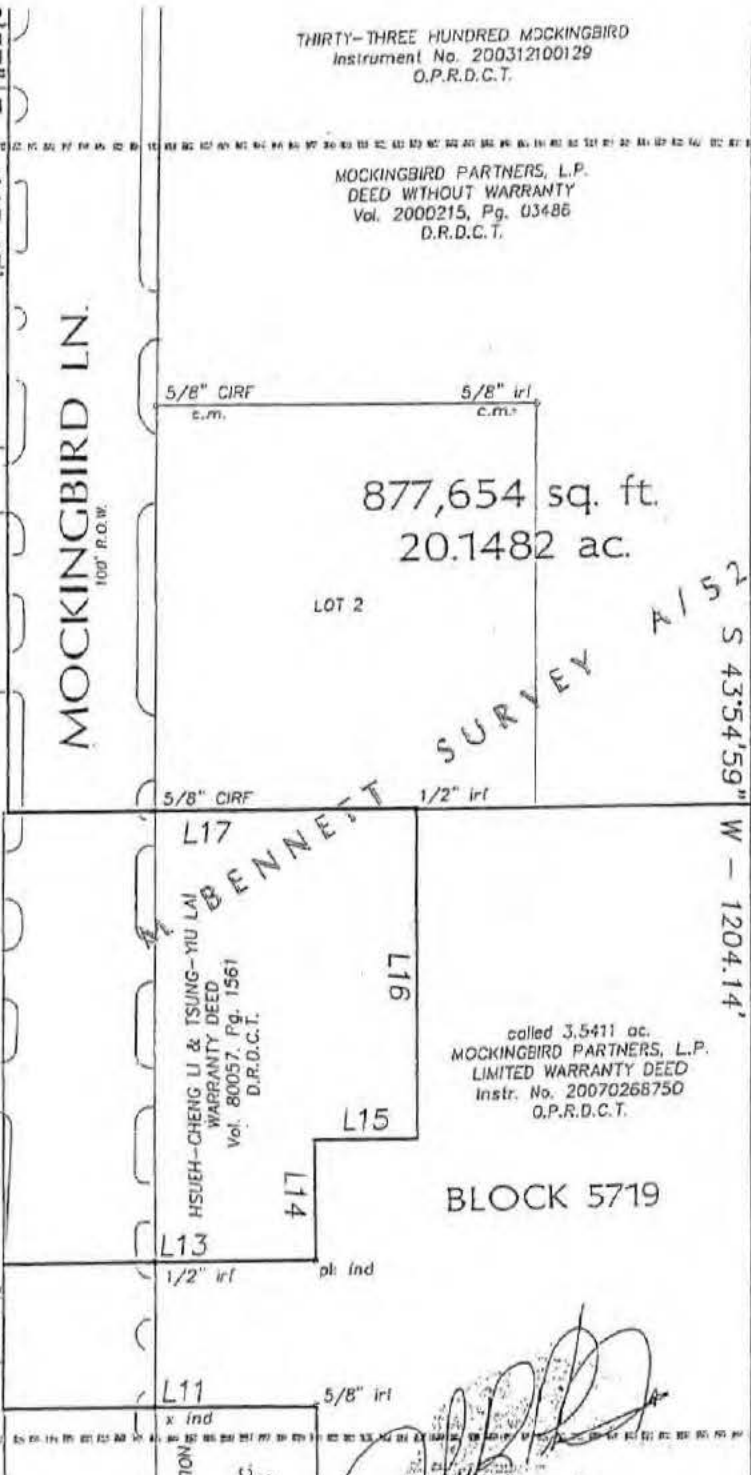 THIRTY-THREE HUNDRED MOCKINGBIRD
Instrument No. 200312100129
O.P.R.D.C.T.
MOCKINGBIRD PARTNERS, L.P.
DEED WITHOUT WARRANTY
Vol. 2000215, Pg. 03486
D.R.D.C.T.
MOCKINGBIRD LN.
100' R.O.W.
5/8" CIRF
c.m.
5/8" irf
c.m.
877,654 sq. ft.
20.1482 ac.
LOT 2
BENNETT SURVEY A152
S 43°54'59" W - 1204.14'
5/8" CIRF
1/2" irf
L17
HSUEH-CHENG LI & TSUNG-YIU LAI
WARRANTY DEED
Vol. 80057, Pg. 1561
D.R.D.C.T.
L16
called 3.5411 ac.
MOCKINGBIRD PARTNERS, L.P.
LIMITED WARRANTY DEED
Instr. No. 20070268750
O.P.R.D.C.T.
L15
L14
BLOCK 5719
L13
1/2" irf
pk fnd
L11
5/8" irf
x fnd